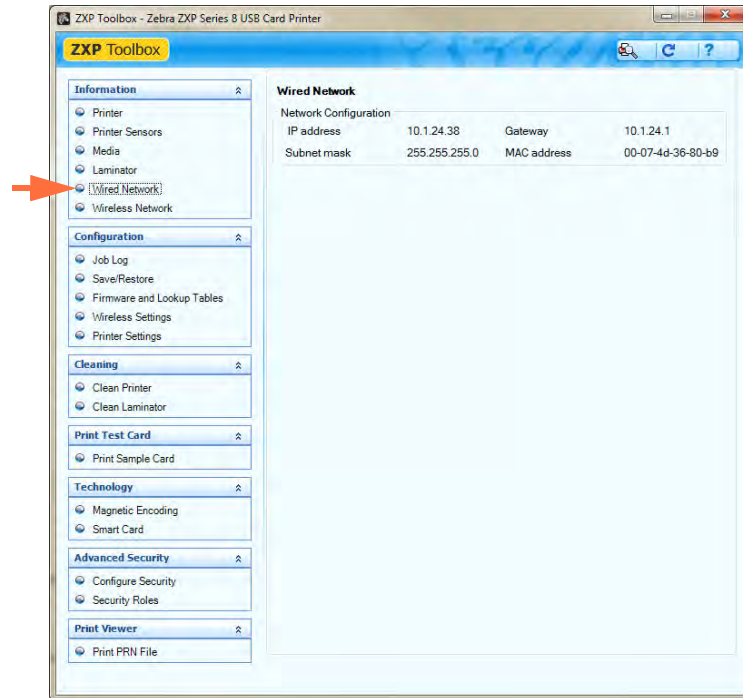 ZXP Toolbox - Zebra ZXP Series 8 USB Card Printer
ZXP Toolbox
Information
Printer
Printer Sensors
Media
Laminator
Wired Network
Wireless Network
Configuration
Job Log
Save/Restore
Firmware and Lookup Tables
Wireless Settings
Printer Settings
Cleaning
Clean Printer
Clean Laminator
Print Test Card
Print Sample Card
Technology
Magnetic Encoding
Smart Card
Advanced Security
Configure Security
Security Roles
Print Viewer
Print PRN File
Wired Network
Network Configuration
IP address 10.1.24.38 Gateway 10.1.24.1
Subnet mask 255.255.255.0 MAC address 00-07-4d-36-80-b9